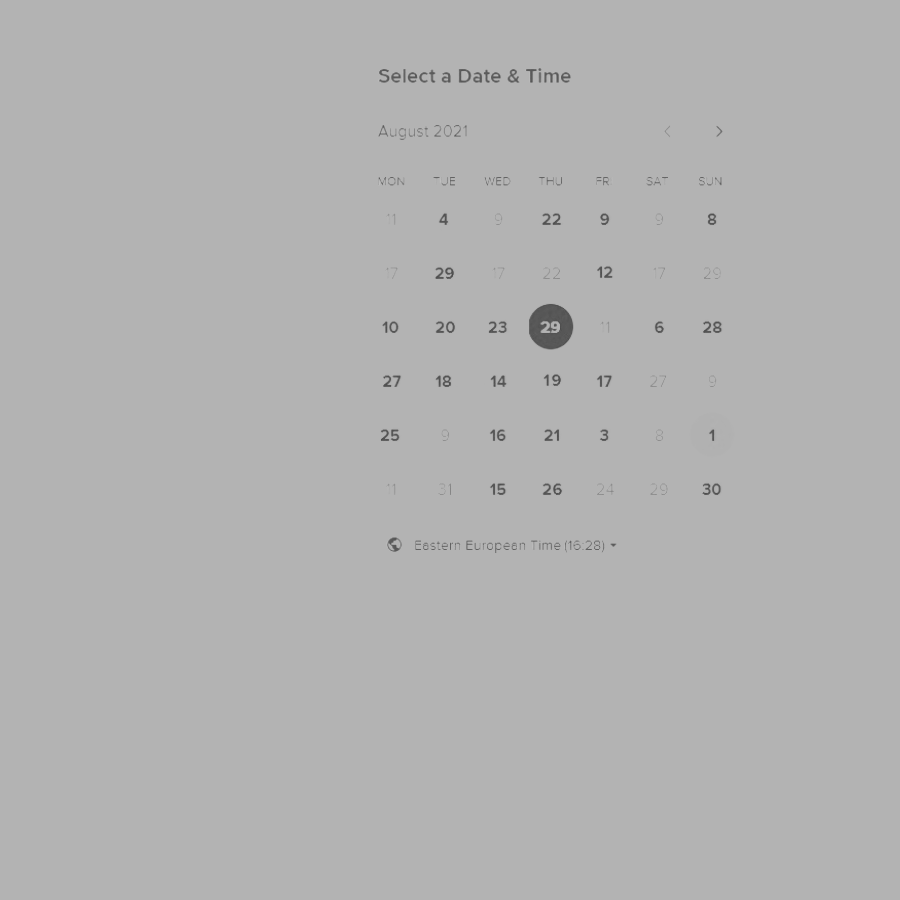 Select a Date & Time
August 2021
MON TUE WED THU FRI SAT SUN
11 4 9 22 9 9 8
17 29 17 22 12 17 29
10 20 23 29 11 6 28
27 18 14 19 17 27 9
25 9 16 21 3 8 1
11 31 15 26 24 29 30
Eastern European Time (16:28)